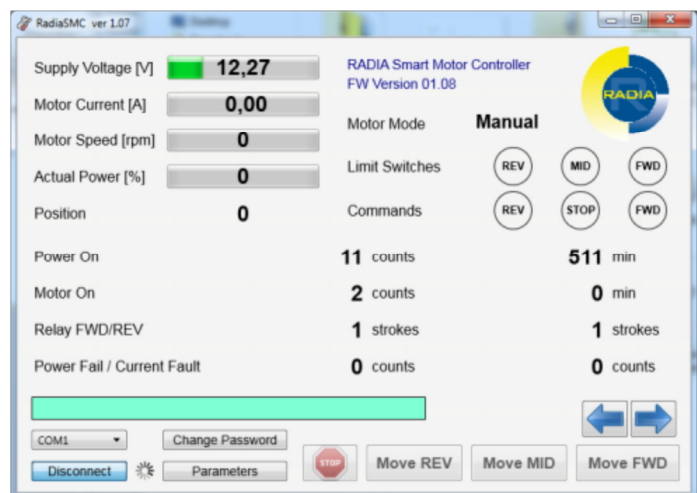 RadiaSMC ver 1.07
Supply Voltage [V] 12,27
RADIA Smart Motor Controller
FW Version 01.08
RADIA
Motor Current [A] 0,00
Motor Mode Manual
Motor Speed [rpm] 0
Limit Switches REV MID FWD
Actual Power [%] 0
Position 0
Commands REV STOP FWD
Power On 11 counts 511 min
Motor On 2 counts 0 min
Relay FWD/REV 1 strokes 1 strokes
Power Fail / Current Fault 0 counts 0 counts
COM1 Change Password
Disconnect Parameters STOP Move REV Move MID Move FWD